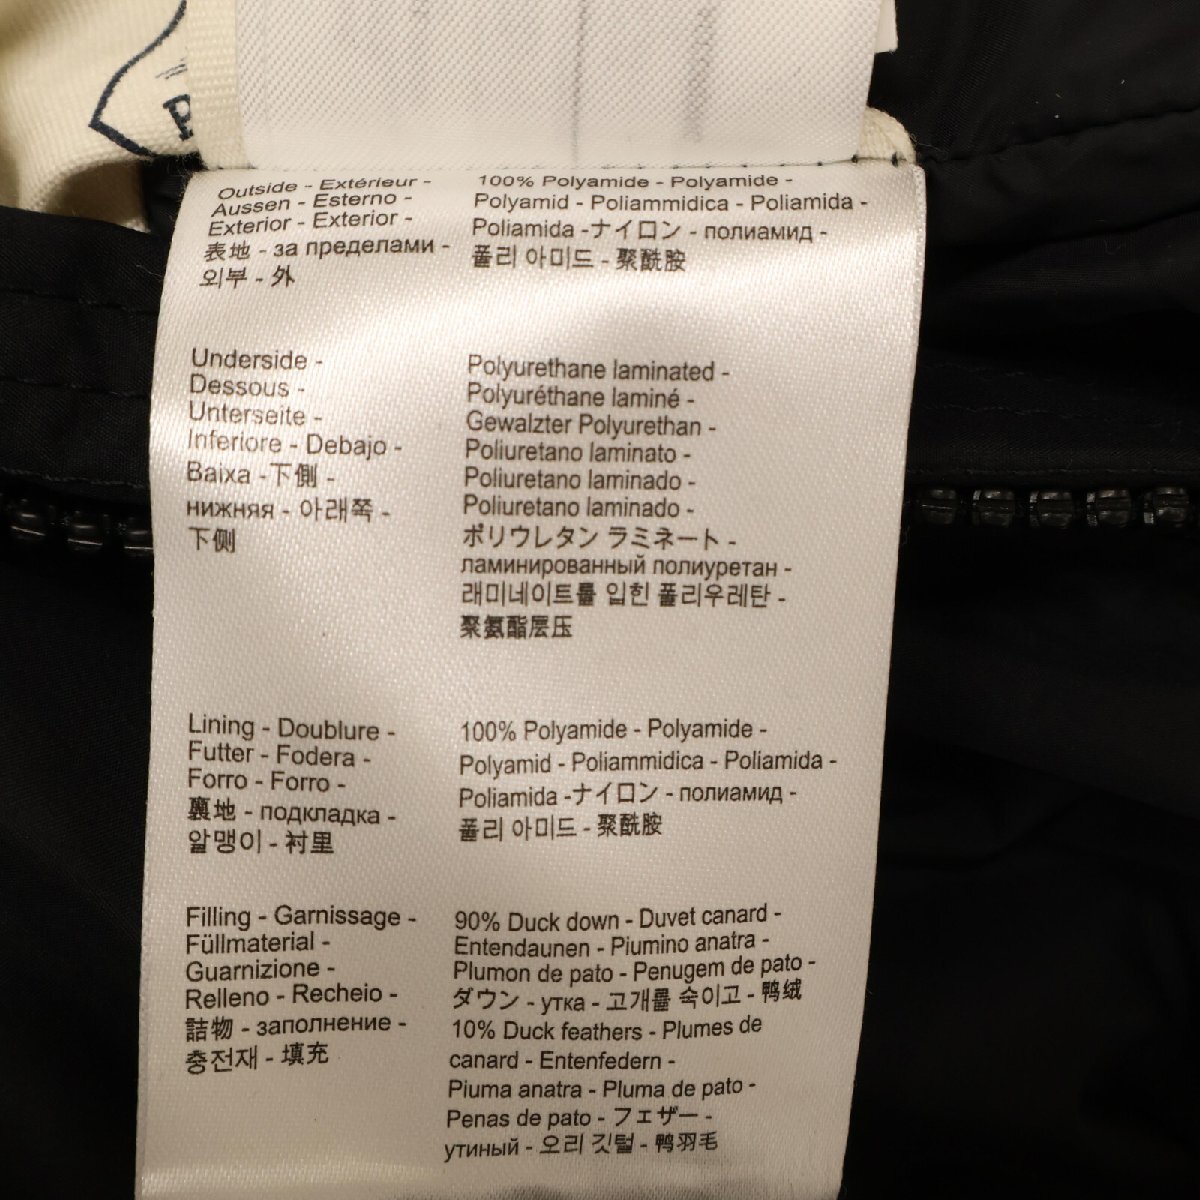 Outside - Extérieur - 100% Polyamide - Polyamide -
Aussen - Esterno - Polyamid - Poliammidica - Poliamida -
Exterior - Exterior - Poliamida -ナイロン - полиамид -
表地 - за пределами - 폴리 아미드 - 聚酰胺
외부 - 外
Underside - Polyurethane laminated -
Dessous - Polyuréthane laminé -
Unterseite - Gewalzter Polyurethan -
Inferiore - Debajo - Poliuretano laminato -
Baixa -下側 - Poliuretano laminado -
нижняя - 아래쪽 - Poliuretano laminado -
下侧 ポリウレタン ラミネート -
ламинированный полиуретан -
래미네이트를 입힌 폴리우레탄 -
聚氨酯层压
Lining - Doublure - 100% Polyamide - Polyamide -
Futter - Fodera - Polyamid - Poliammidica - Poliamida -
Forro - Forro - Poliamida -ナイロン - полиамид -
裏地 - подкладка - 폴리 아미드 - 聚酰胺
알맹이 - 衬里
Filling - Garnissage - 90% Duck down - Duvet canard -
Füllmaterial - Entendaunen - Piumino anatra -
Guarnizione - Plumon de pato - Penugem de pato -
Relleno - Recheio - ダウン - утка - 고개를 숙이고 - 鸭绒
詰物 - заполнение - 10% Duck feathers - Plumes de
충전재 - 填充 canard - Entenfedern -
Piuma anatra - Pluma de pato -
Penas de pato - フェザー -
утиный - 오리 깃털 - 鸭羽毛